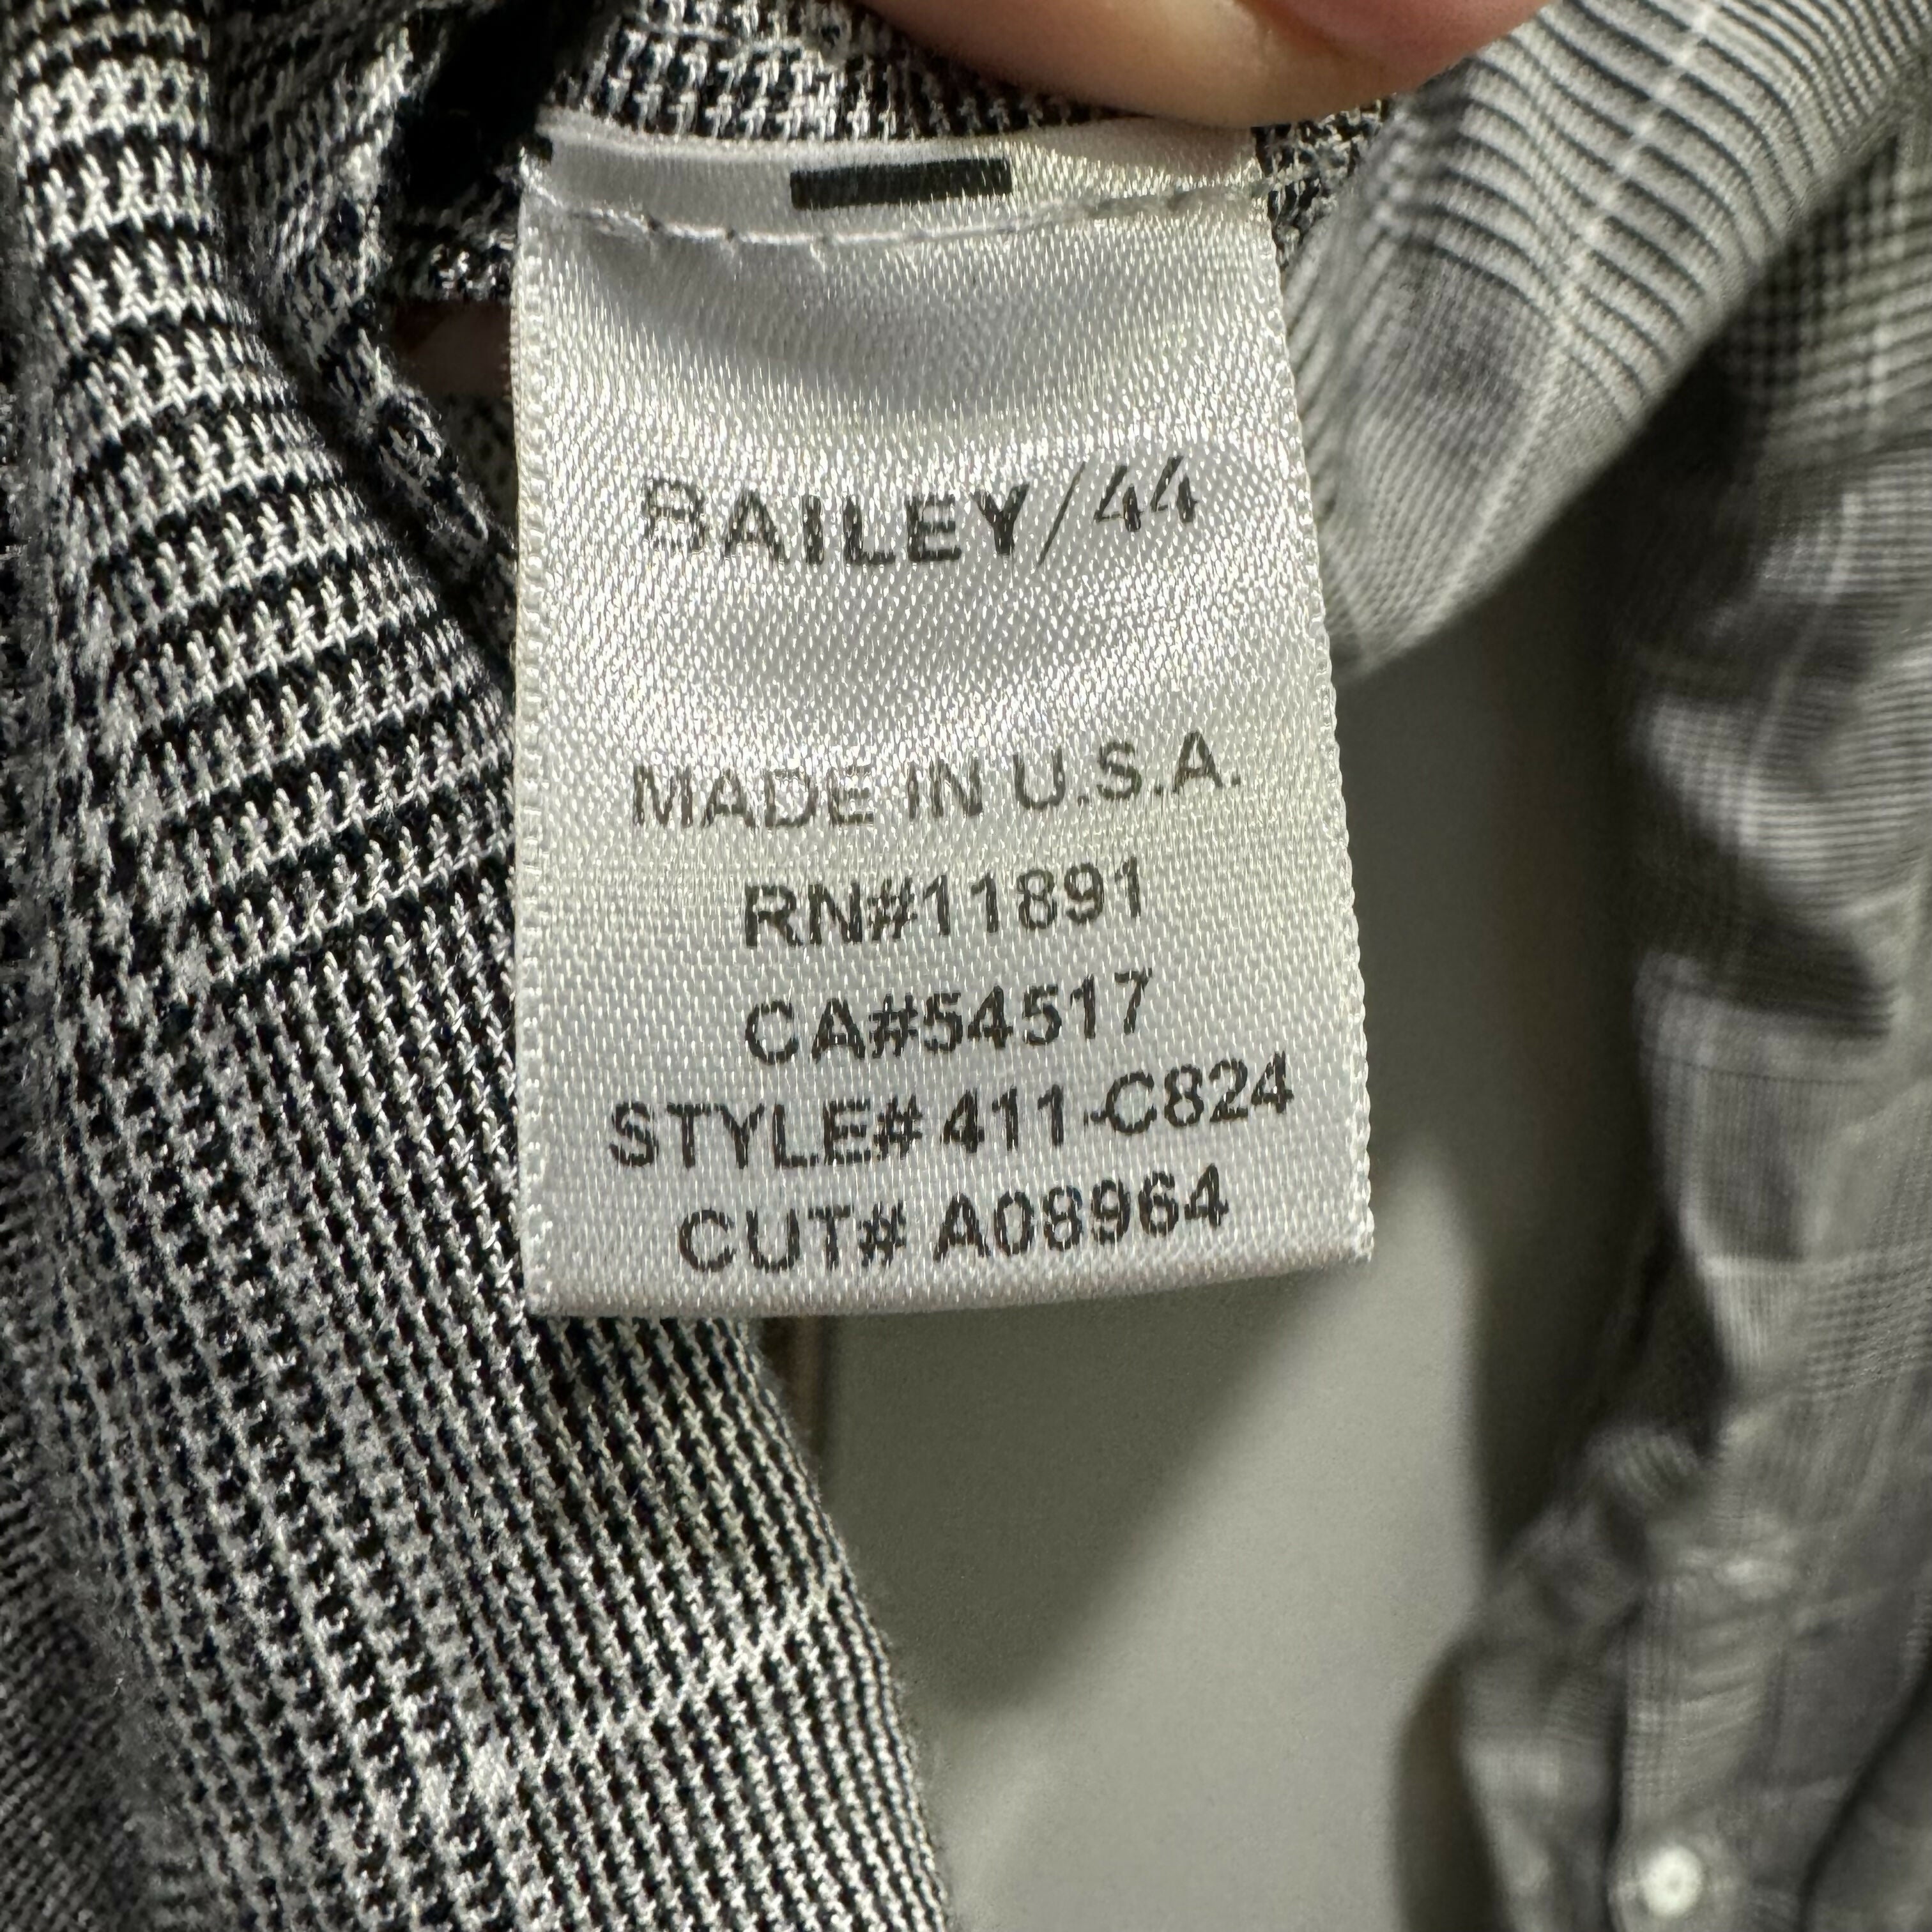 BAILEY/44
MADE IN U.S.A.
RN#11891
CA#54517
STYLE# 411-C824
CUT# A08964